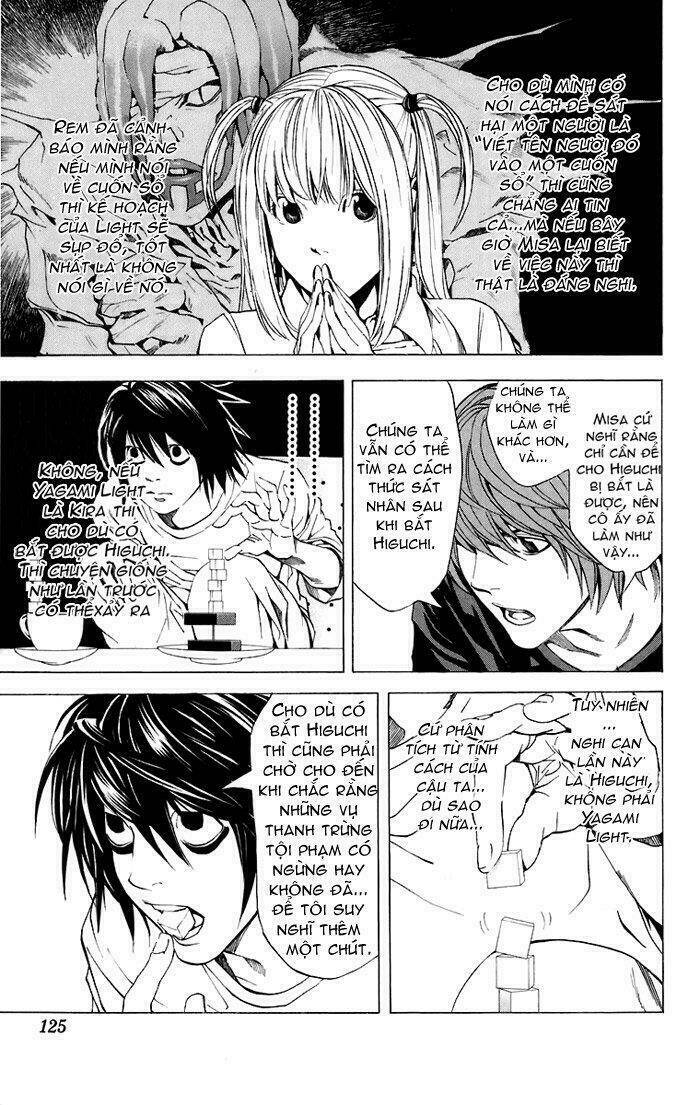 CHO DÙ MÌNH CÓ
NÓI CÁCH ĐỂ SÁT
HẠI MỘT NGƯỜI LÀ
"VIẾT TÊN NGƯỜI ĐÓ
VÀO MỘT CUỐN
SỔ" THÌ CŨNG
CHẲNG AI TIN
CẢ...MÀ NẾU BÂY
GIỜ MISA LẠI BIẾT
VỀ VIỆC NÀY THÌ
THẬT LÀ ĐÁNG NGHI.
REM ĐÃ CẢNH
BÁO MÌNH RẰNG
NẾU MÌNH NÓI
VỀ CUỐN SỔ
THÌ KẾ HOẠCH
CỦA LIGHT SẼ
SỤP ĐỔ, TỐT
NHẤT LÀ KHÔNG
NÓI GÌ VỀ NÓ.
MISA CỨ
NGHĨ RẰNG
CHỈ CẦN ĐỂ
CHO HIGUCHI
BỊ BẮT LÀ
ĐƯỢC, NÊN
CÔ ẤY ĐÃ
LÀM NHƯ
VẬY...
CHÚNG TA
KHÔNG THỂ
LÀM GÌ
KHÁC HƠN,
VÀ...
CHÚNG TA
VẪN CÓ THỂ
TÌM RA CÁCH
THỨC SÁT
NHÂN SAU
KHI BẮT
HIGUCHI.
KHÔNG, NẾU
YAGAMI LIGHT
LÀ KIRA THÌ
CHO DÙ CÓ
BẮT ĐƯỢC HIGUCHI.
THÌ CHUYỆN GIỐNG
NHƯ LẦN TRƯỚC
CÓ THỂXẢY RA
TUY NHIÊN
...
NGHI CAN
LẦN NÀY
LÀ HIGUCHI,
KHÔNG PHẢI
YAGAMI
LIGHT.
CỨ PHÂN
TÍCH TỪ TÍNH
CÁCH CỦA
CẬU TA...
DÙ SAO
ĐI NỮA...
CHO DÙ CÓ
BẮT HIGUCHI
THÌ CŨNG PHẢI
CHỜ CHO ĐẾN
KHI CHẮC RẰNG
NHỮNG VỤ
THANH TRỪNG
TỘI PHẠM CÓ
NGỪNG HAY
KHÔNG ĐÃ...
ĐỂ TÔI SUY
NGHĨ THÊM
MỘT CHÚT.
125